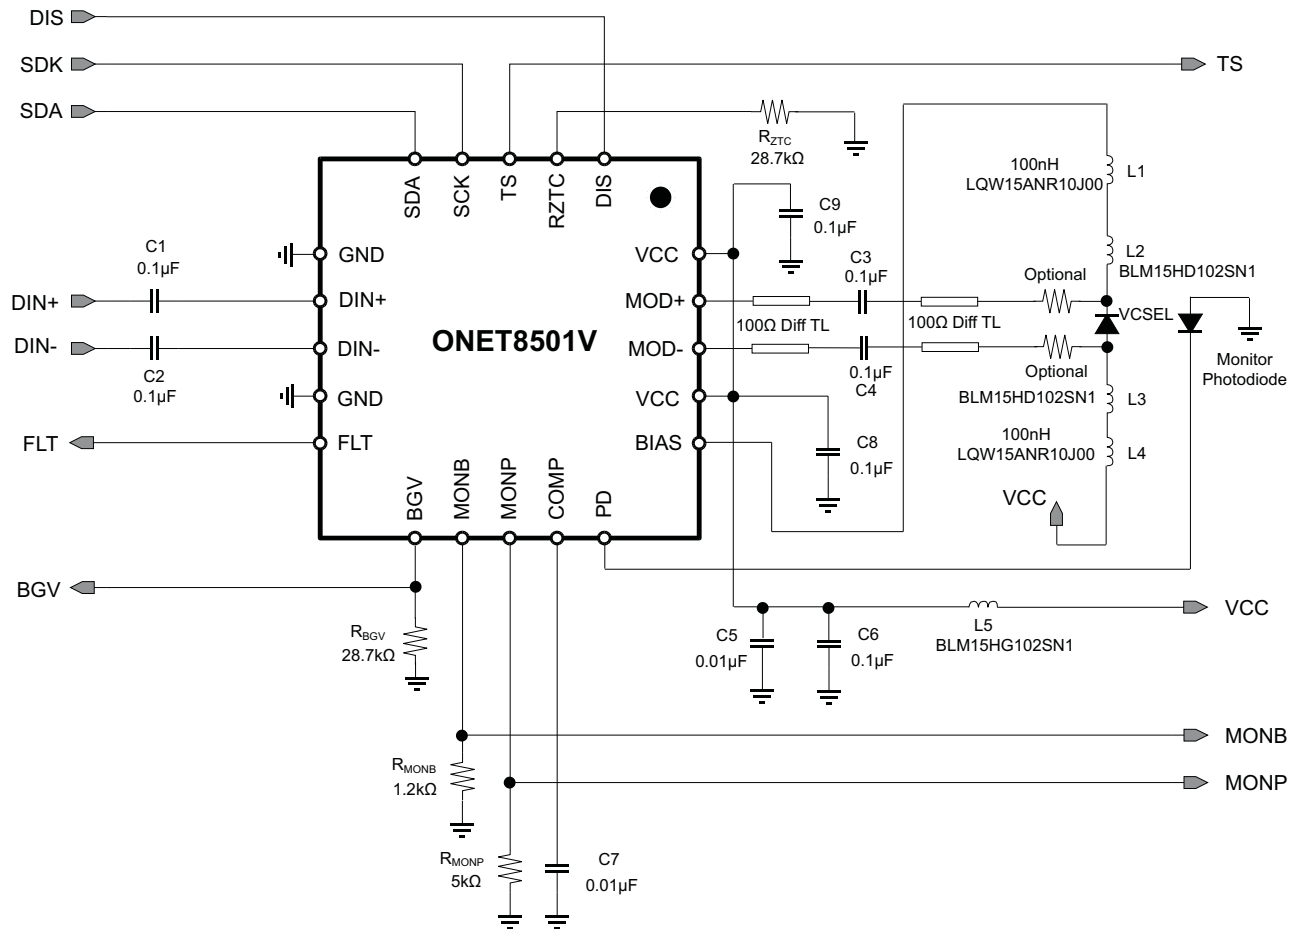 DIS
SDK
TS
SDA
R_ZTC
28.7kΩ
100nH
LQW15ANR10J00
L1
SDA
SCK
TS
RZTC
DIS
C9
0.1µF
GND
VCC
C1
0.1µF
C3
0.1µF
L2
BLM15HD102SN1
Optional
DIN+
DIN+
MOD+
VCSEL
100Ω Diff TL
100Ω Diff TL
ONET8501V
DIN-
DIN-
MOD-
Monitor
Photodiode
C2
0.1µF
0.1µF
C4
Optional
BLM15HD102SN1
L3
GND
VCC
FLT
FLT
BIAS
C8
0.1µF
100nH
LQW15ANR10J00
L4
BGV
MONB
MONP
COMP
PD
VCC
BGV
VCC
R_BGV
28.7kΩ
C5
0.01µF
C6
0.1µF
L5
BLM15HG102SN1
MONB
R_MONB
1.2kΩ
MONP
R_MONP
5kΩ
C7
0.01µF